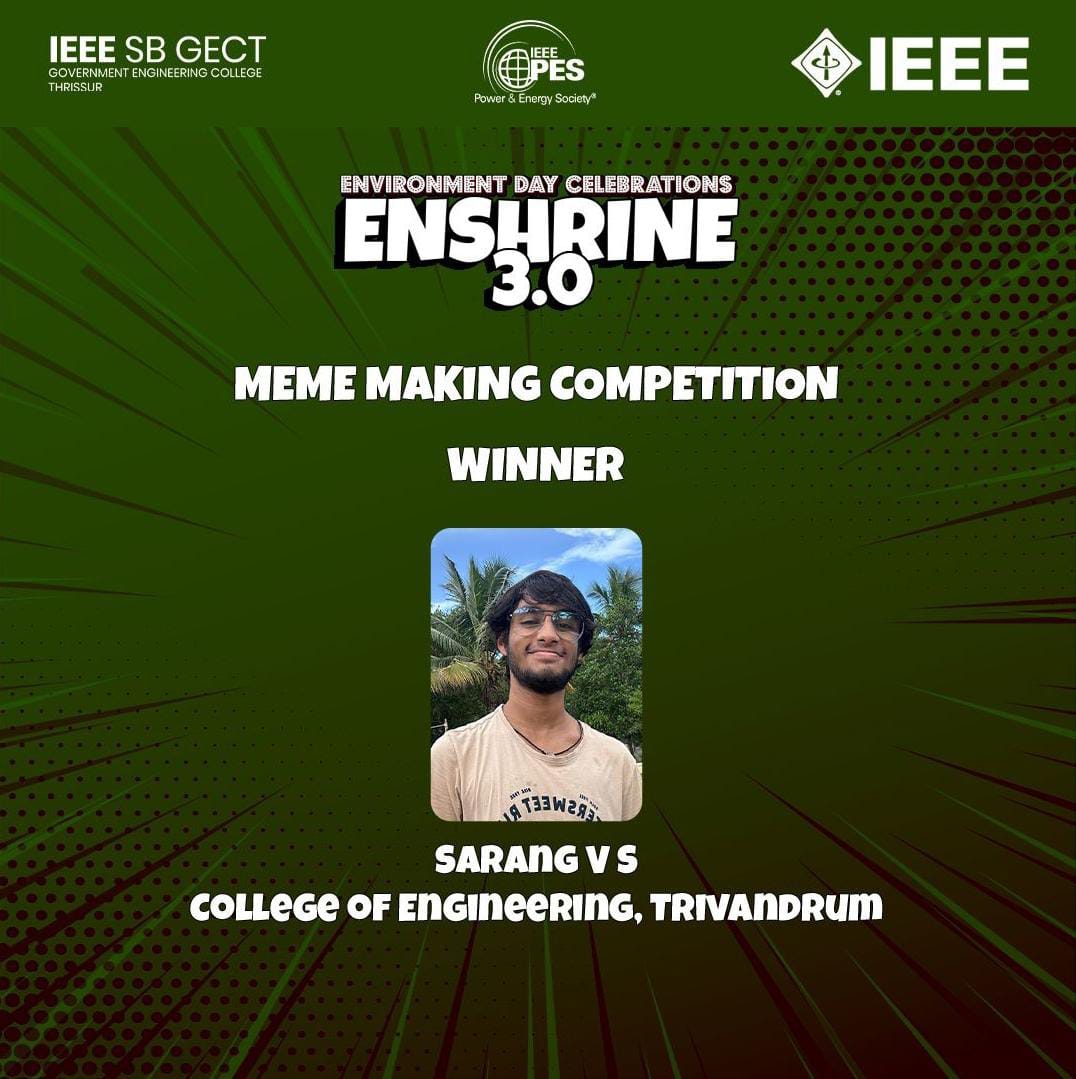 IEEE SB GECT
GOVERNMENT ENGINEERING COLLEGE
THRISSUR
IEEE
PES
Power & Energy Society®
IEEE
ENVIRONMENT DAY CELEBRATIONS
ENSHRINE
3.0
MEME MAKING COMPETITION
WINNER
SARANG V S
COLLEGE OF ENGINEERING, TRIVANDRUM